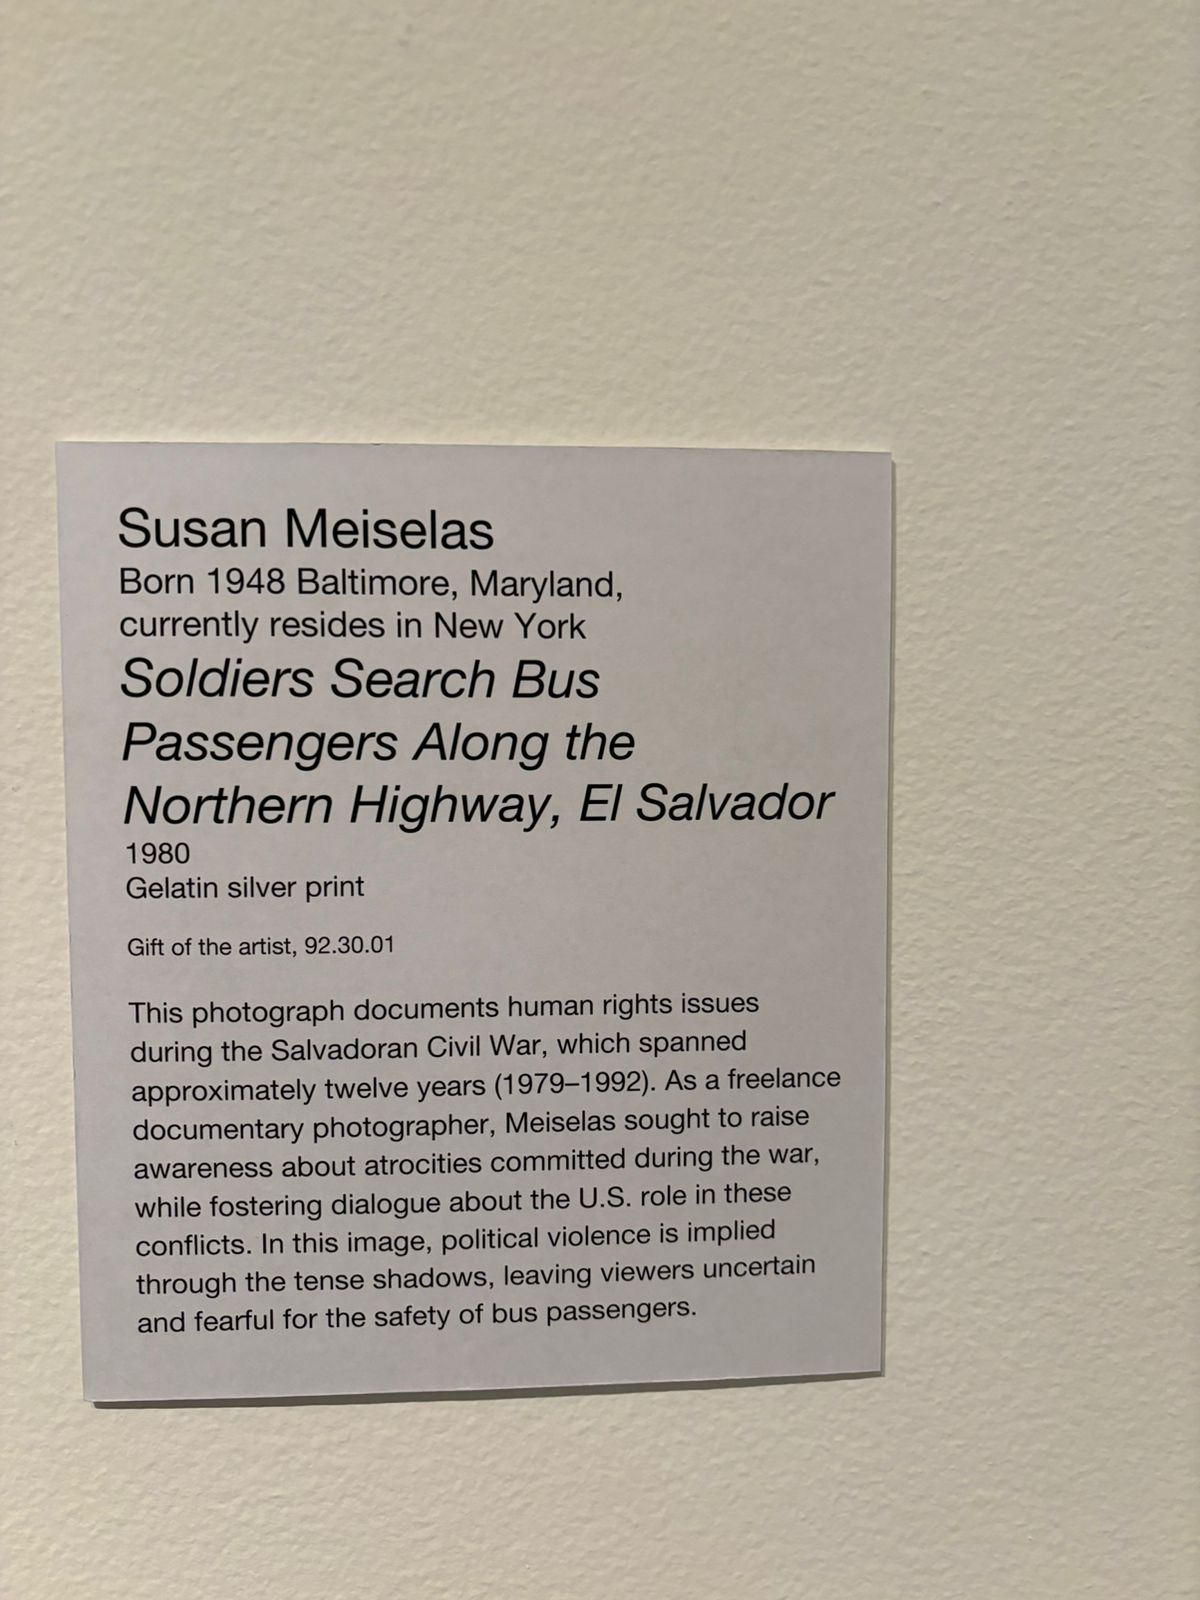 Susan Meiselas
Born 1948 Baltimore, Maryland,
currently resides in New York
Soldiers Search Bus
Passengers Along the
Northern Highway, El Salvador
1980
Gelatin silver print
Gift of the artist, 92.30.01
This photograph documents human rights issues
during the Salvadoran Civil War, which spanned
approximately twelve years (1979–1992). As a freelance
documentary photographer, Meiselas sought to raise
awareness about atrocities committed during the war,
while fostering dialogue about the U.S. role in these
conflicts. In this image, political violence is implied
through the tense shadows, leaving viewers uncertain
and fearful for the safety of bus passengers.